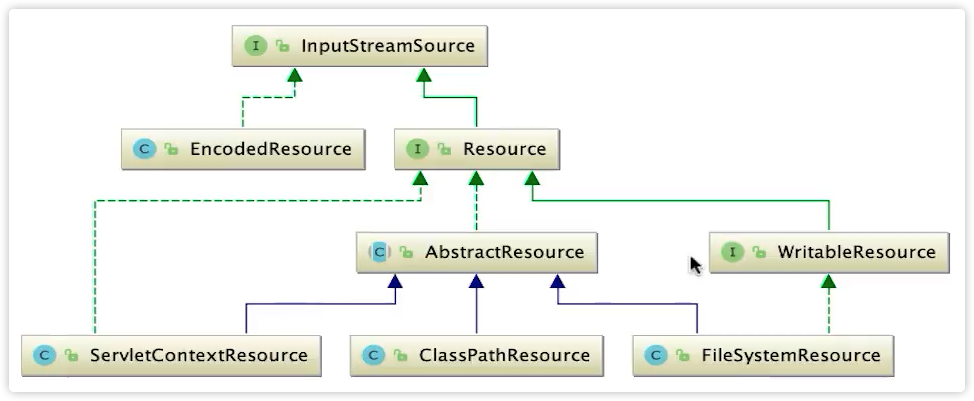 I InputStreamSource
C EncodedResource
I Resource
C AbstractResource
I WritableResource
C ServletContextResource
C ClassPathResource
C FileSystemResource